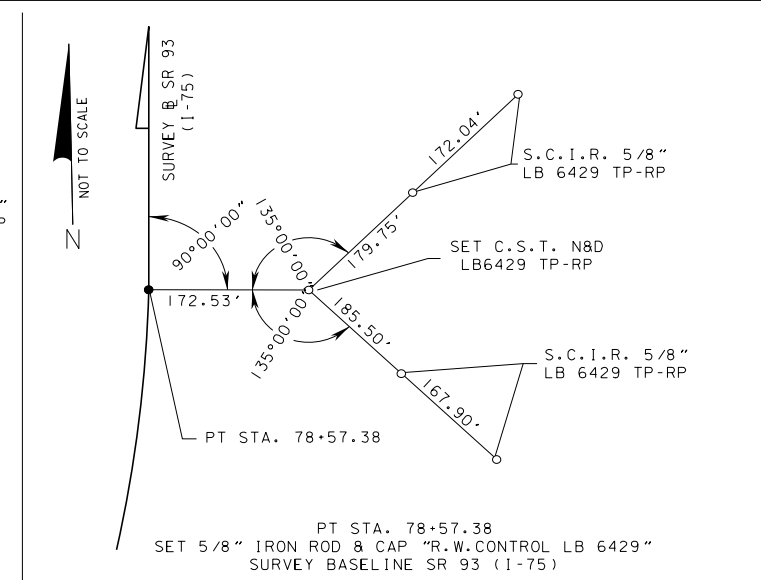 SURVEY BL SR 93
(I-75)
NOT TO SCALE
N
172.04'
S.C.I.R. 5/8"
LB 6429 TP-RP
179.75'
135°00'00"
90°00'00"
SET C.S.T. N&D
LB6429 TP-RP
172.53'
185.50'
135°00'00"
S.C.I.R. 5/8"
LB 6429 TP-RP
167.90'
PT STA. 78+57.38
PT STA. 78+57.38
SET 5/8" IRON ROD & CAP "R.W.CONTROL LB 6429"
SURVEY BASELINE SR 93 (I-75)